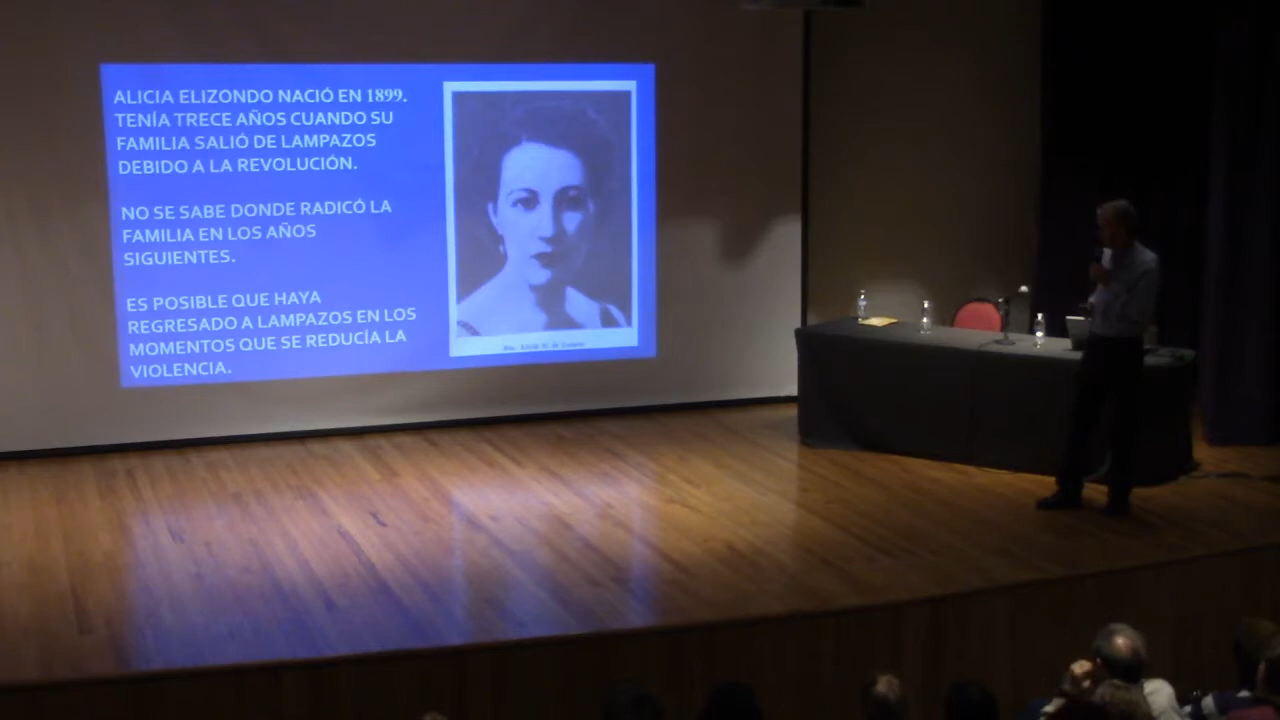 ALICIA ELIZONDO NACIÓ EN 1899.
TENÍA TRECE AÑOS CUANDO SU
FAMILIA SALIÓ DE LAMPAZOS
DEBIDO A LA REVOLUCIÓN.
NO SE SABE DONDE RADICÓ LA
FAMILIA EN LOS AÑOS
SIGUIENTES.
ES POSIBLE QUE HAYA
REGRESADO A LAMPAZOS EN LOS
MOMENTOS QUE SE REDUCÍA LA
VIOLENCIA.